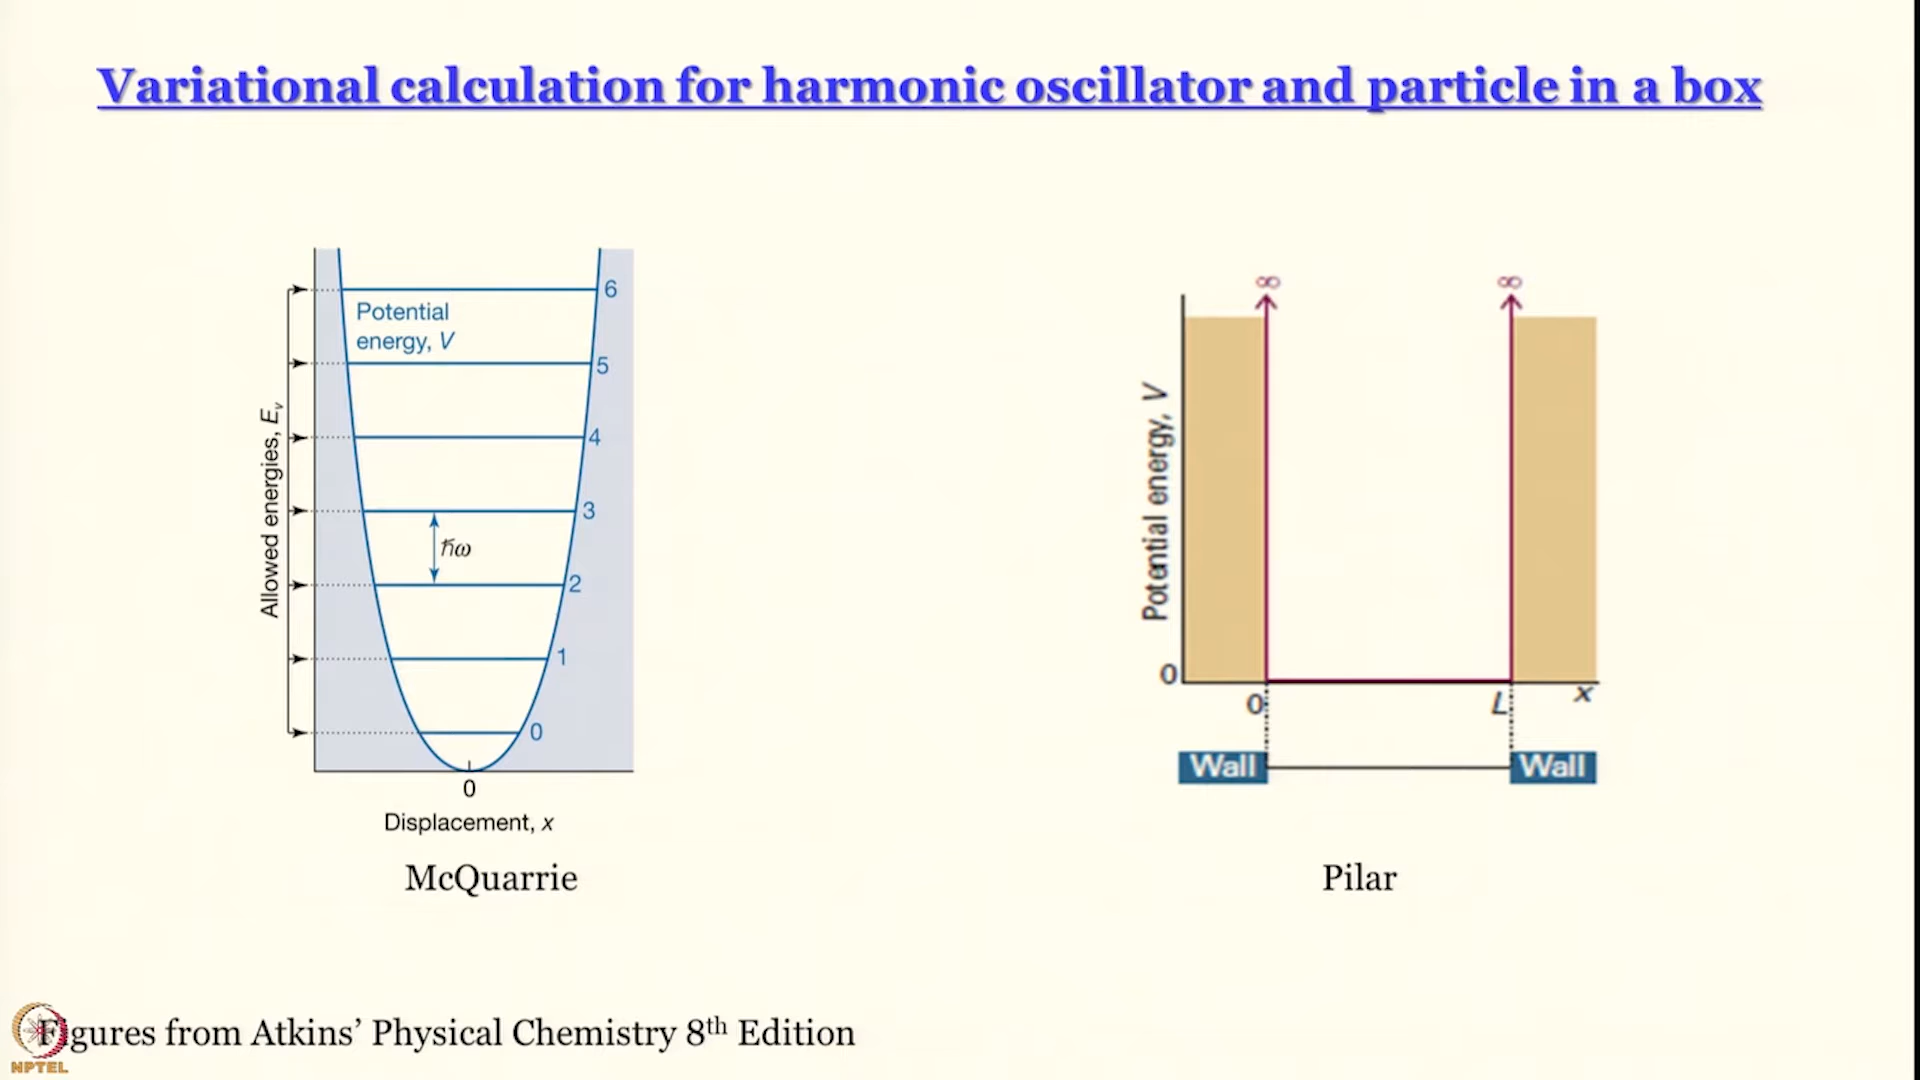 Variational calculation for harmonic oscillator and particle in a box
Potential
energy, V
6
5
4
3
ħω
2
1
0
Allowed energies, Eᵥ
0
Displacement, x
McQuarrie
∞ ∞
Potential energy, V
0
0 L x
Wall Wall
Pilar
Figures from Atkins’ Physical Chemistry 8th Edition
NPTEL